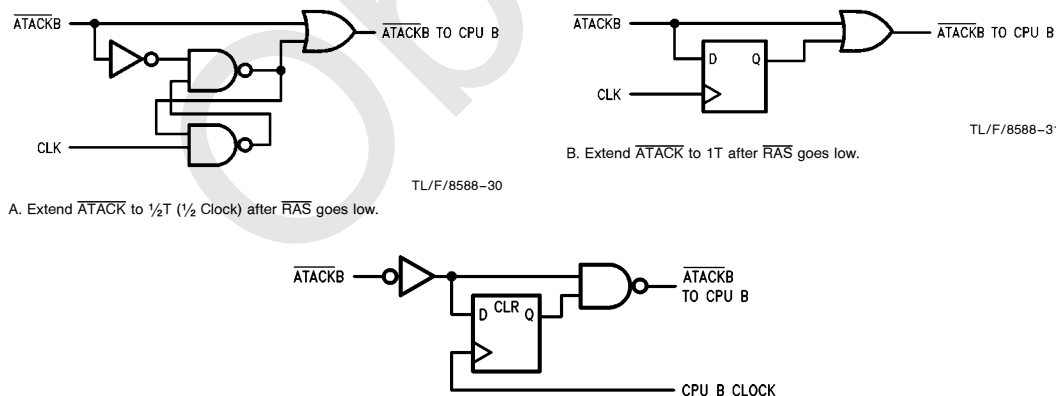 ATACKB
ATACKB TO CPU B
CLK
TL/F/8588–30
A. Extend ATACK to ½T (½ Clock) after RAS goes low.
ATACKB
D Q
ATACKB TO CPU B
CLK
TL/F/8588–31
B. Extend ATACK to 1T after RAS goes low.
ATACKB
D CLR Q
ATACKB
TO CPU B
CPU B CLOCK